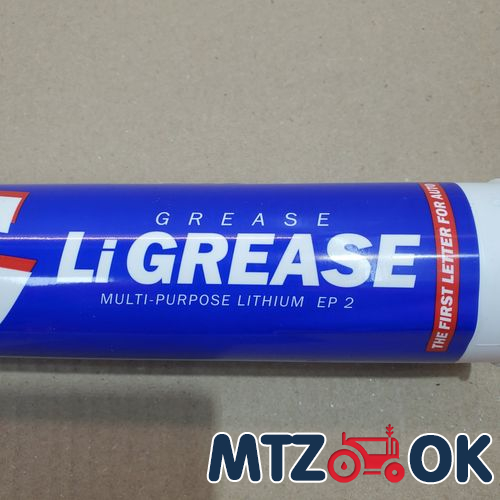 GREASE
Li GREASE
MULTI-PURPOSE LITHIUM EP 2
THE FIRST LETTER FOR AUTO
MTZ OK